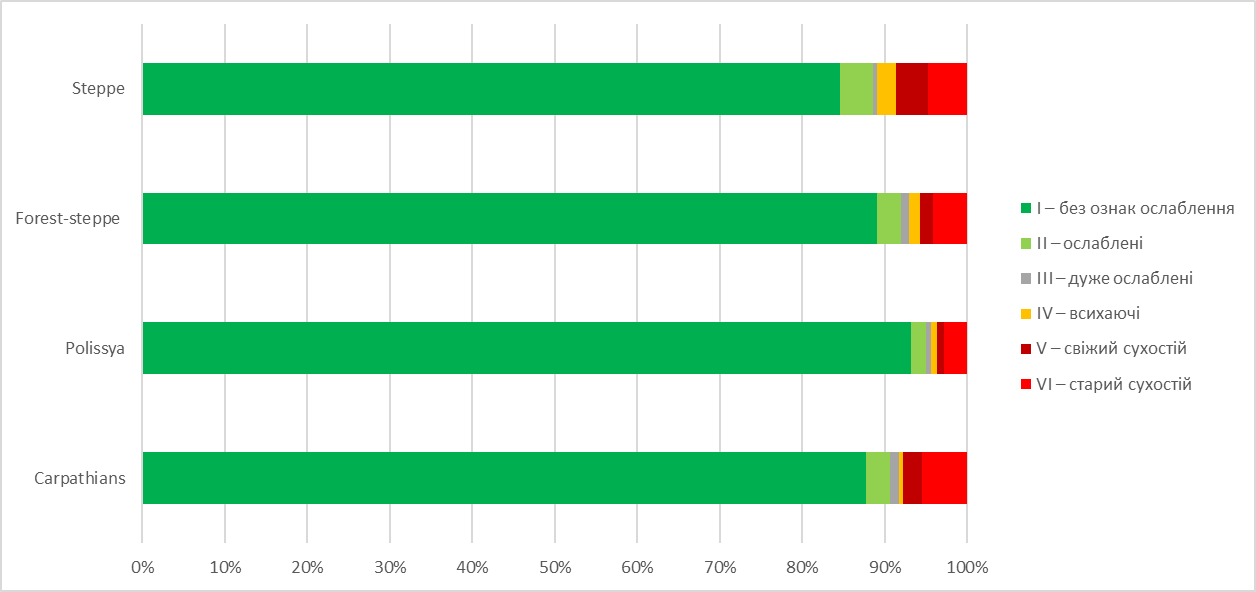 Steppe
Forest-steppe
Polissya
Carpathians
0% 10% 20% 30% 40% 50% 60% 70% 80% 90% 100%
I – без ознак ослаблення
II – ослаблені
III – дуже ослаблені
IV – всихаючі
V – свіжий сухостій
VI – старий сухостій